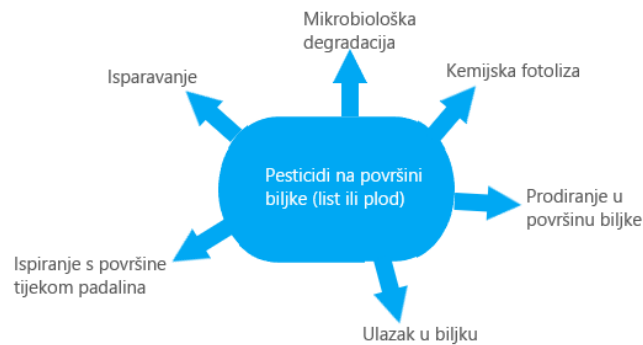 Mikrobiološka
degradacija
Kemijska fotoliza
Isparavanje
Pesticidi na površini
biljke (list ili plod)
Prodiranje u
površinu biljke
Ispiranje s površine
tijekom padalina
Ulazak u biljku